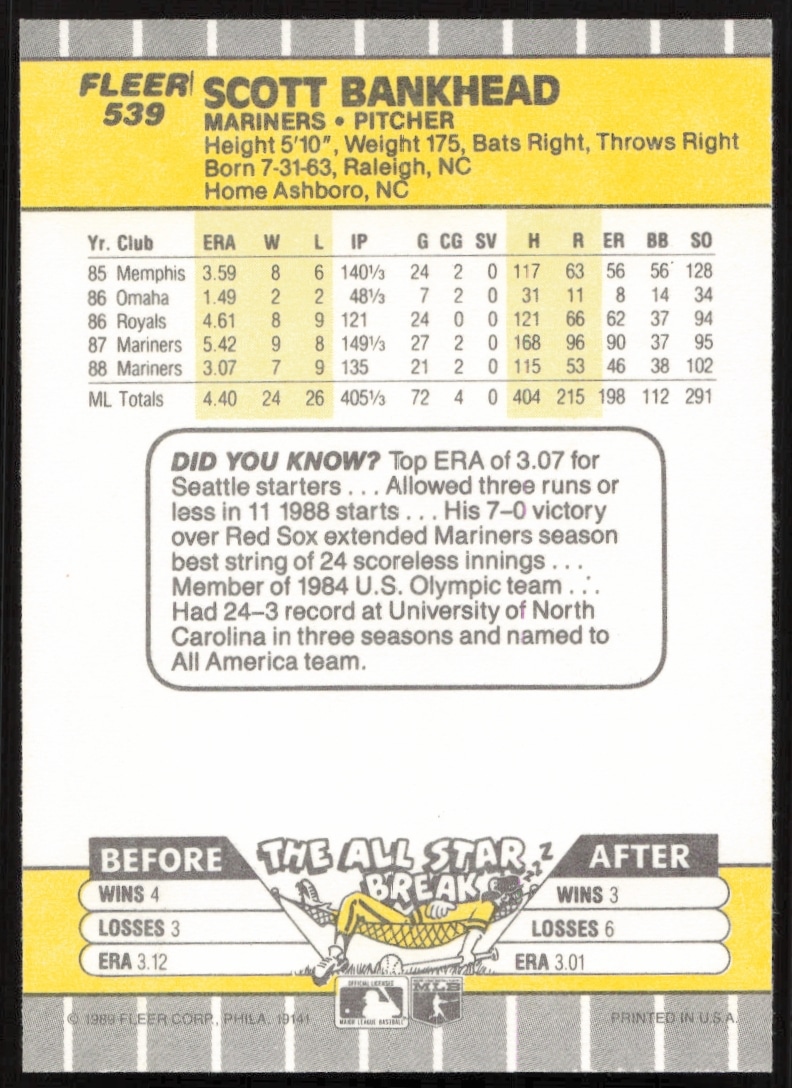 FLEER
539
SCOTT BANKHEAD
MARINERS • PITCHER
Height 5'10", Weight 175, Bats Right, Throws Right
Born 7-31-63, Raleigh, NC
Home Ashboro, NC
Yr. Club ERA W L IP G CG SV H R ER BB SO
85 Memphis 3.59 8 6 140⅓ 24 2 0 117 63 56 56 128
86 Omaha 1.49 2 2 48⅓ 7 2 0 31 11 8 14 34
86 Royals 4.61 8 9 121 24 0 0 121 66 62 37 94
87 Mariners 5.42 9 8 149⅓ 27 2 0 168 96 90 37 95
88 Mariners 3.07 7 9 135 21 2 0 115 53 46 38 102
ML Totals 4.40 24 26 405⅓ 72 4 0 404 215 198 112 291
DID YOU KNOW? Top ERA of 3.07 for
Seattle starters . . . Allowed three runs or
less in 11 1988 starts . . . His 7–0 victory
over Red Sox extended Mariners season
best string of 24 scoreless innings . . .
Member of 1984 U.S. Olympic team . . .
Had 24–3 record at University of North
Carolina in three seasons and named to
All America team.
THE ALL STAR
BREAK
ZZZZ
BEFORE
WINS 4
LOSSES 3
ERA 3.12
AFTER
WINS 3
LOSSES 6
ERA 3.01
OFFICIAL LICENSEE
MAJOR LEAGUE BASEBALL
MLB
© 1989 FLEER CORP., PHILA. 19141
PRINTED IN U.S.A.